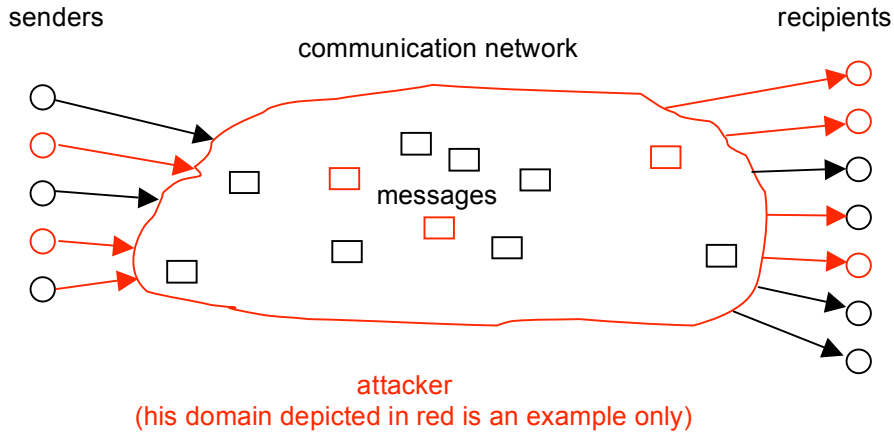 senders
recipients
communication network
messages
attacker
(his domain depicted in red is an example only)